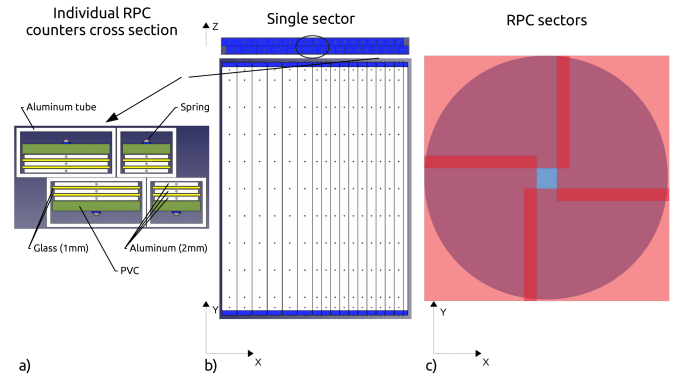 Individual RPC
counters cross section
Aluminum tube
Spring
Glass (1mm)
Aluminum (2mm)
PVC
a)
Single sector
Z
Y
X
b)
RPC sectors
Y
X
c)